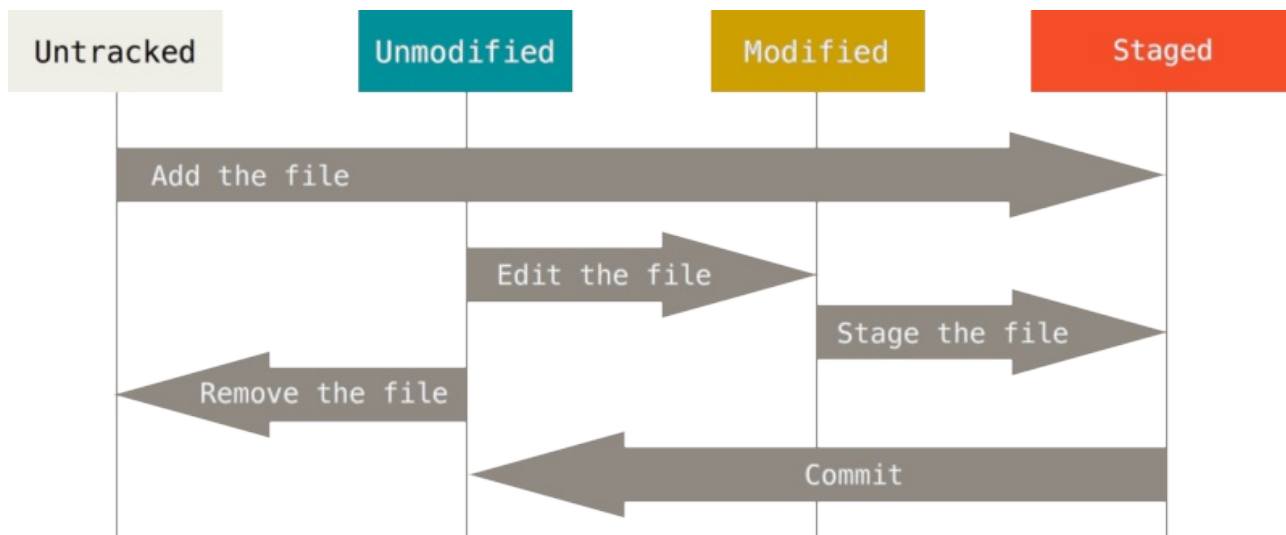 Untracked
Unmodified
Modified
Staged
Add the file
Edit the file
Stage the file
Remove the file
Commit